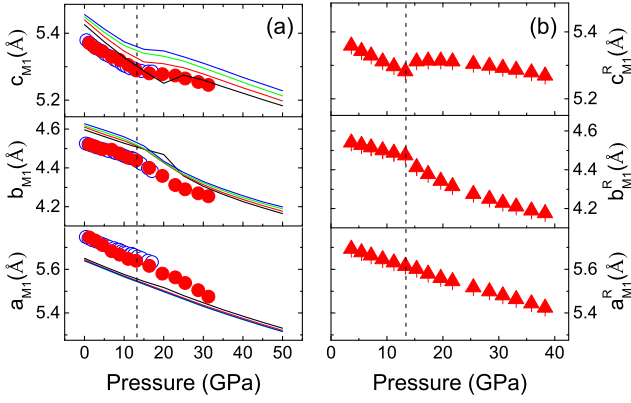 (a)
(b)
5.4
5.2
c_M1 (Å)
4.6
4.4
4.2
b_M1 (Å)
5.6
5.4
a_M1 (Å)
0 10 20 30 40 50
Pressure (GPa)
5.4
5.2
c^R_M1 (Å)
4.6
4.4
4.2
b^R_M1 (Å)
5.6
5.4
a^R_M1 (Å)
0 10 20 30 40
Pressure (GPa)